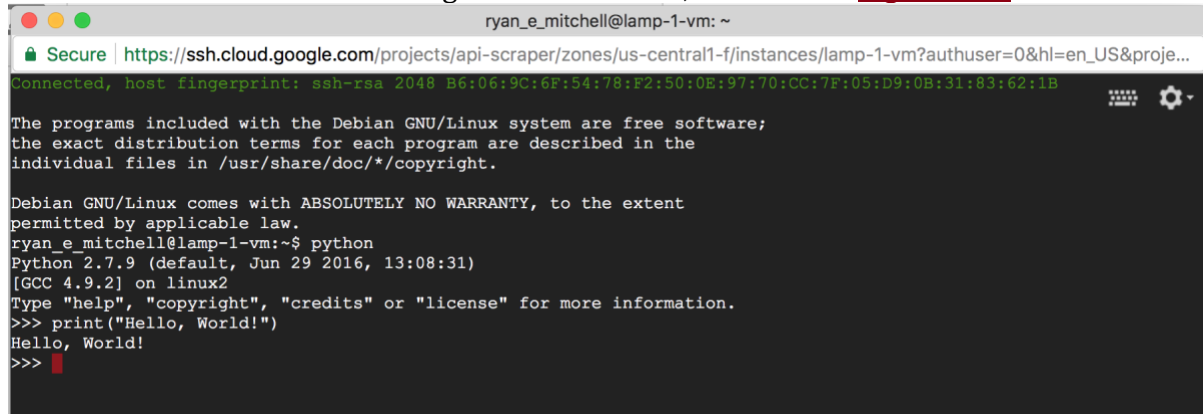 ryan_e_mitchell@lamp-1-vm: ~
Secure https://ssh.cloud.google.com/projects/api-scraper/zones/us-central1-f/instances/lamp-1-vm?authuser=0&hl=en_US&proje...
Connected, host fingerprint: ssh-rsa 2048 B6:06:9C:6F:54:78:F2:50:0E:97:70:CC:7F:05:D9:0B:31:83:62:1B
The programs included with the Debian GNU/Linux system are free software;
the exact distribution terms for each program are described in the
individual files in /usr/share/doc/*/copyright.
Debian GNU/Linux comes with ABSOLUTELY NO WARRANTY, to the extent
permitted by applicable law.
ryan_e_mitchell@lamp-1-vm:~$ python
Python 2.7.9 (default, Jun 29 2016, 13:08:31)
[GCC 4.9.2] on linux2
Type "help", "copyright", "credits" or "license" for more information.
>>> print("Hello, World!")
Hello, World!
>>>